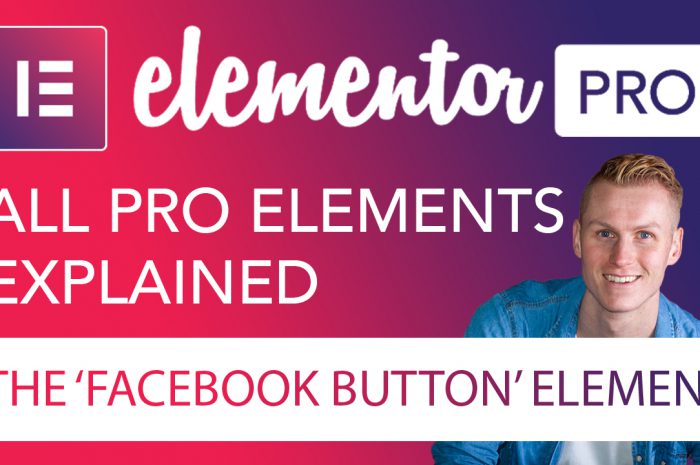 elementor PRO
ALL PRO ELEMENTS
EXPLAINED
THE ‘FACEBOOK BUTTON’ ELEMEN